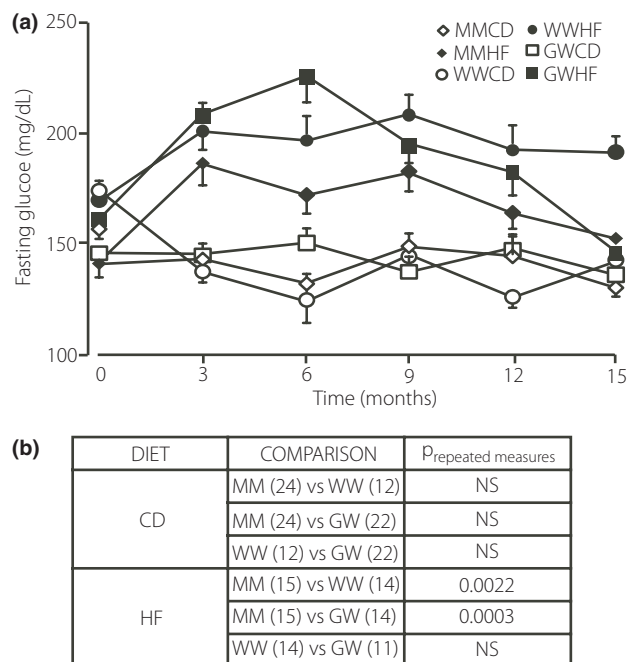 (a)
250
200
150
100
Fasting glucoe (mg/dL)
MMCD
WWHF
MMHF
GWCD
WWCD
GWHF
0 3 6 9 12 15
Time (months)
(b)
DIET COMPARISON prepeated measures
CD
MM (24) vs WW (12) NS
MM (24) vs GW (22) NS
WW (12) vs GW (22) NS
HF
MM (15) vs WW (14) 0.0022
MM (15) vs GW (14) 0.0003
WW (14) vs GW (11) NS